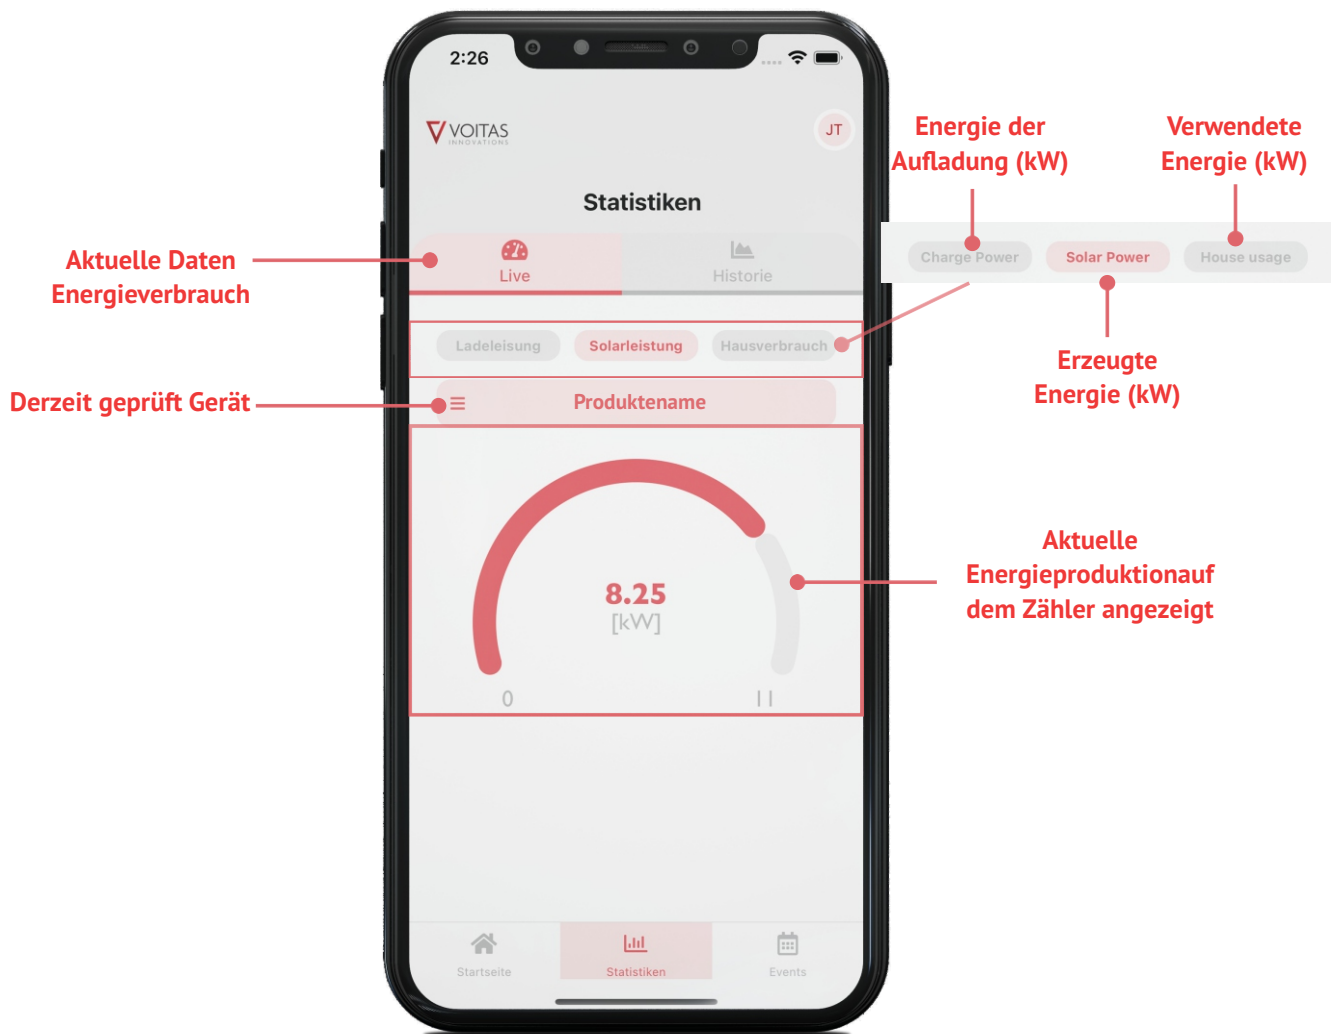 2:26
VOITAS
INNOVATIONS
JT
Statistiken
Live
Historie
Ladeleisung
Solarleistung
Hausverbrauch
Produktename
8.25
[kW]
0
11
Startseite
Statistiken
Events
Aktuelle Daten
Energieverbrauch
Derzeit geprüft Gerät
Energie der
Aufladung (kW)
Verwendete
Energie (kW)
Charge Power
Solar Power
House usage
Erzeugte
Energie (kW)
Aktuelle
Energieproduktionauf
dem Zähler angezeigt